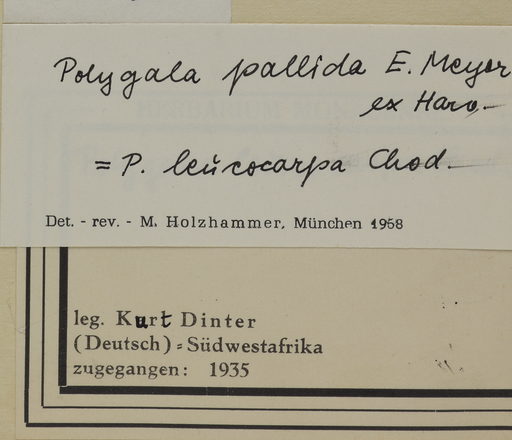 Polygala pallida E. Meyer
ex Harv.
= P. leucocarpa Chod.
Det. - rev. - M. Holzhammer, München 1958
leg. Kurt Dinter
(Deutsch)-Südwestafrika
zugegangen: 1935